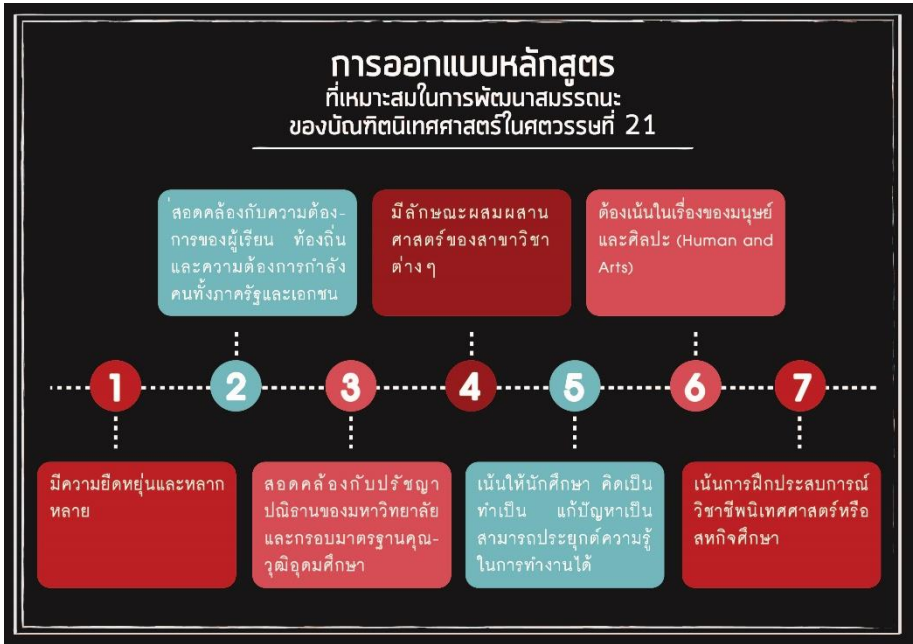 การออกแบบหลักสูตร
ที่เหมาะสมในการพัฒนาสมรรถนะ
ของบัณฑิตนิเทศศาสตร์ในศตวรรษที่ 21
่สอดคล้องกับความต้อง-
การของผู้เรียน ท้องถิ่น
และความต้องการกำลัง
คนทั้งภาครัฐและเอกชน
มีลักษณะผสมผสาน
ศาสตร์ของสาขาวิชา
ต่างๆ
ต้องเน้นในเรื่องของมนุษย์
และศิลปะ (Human and
Arts)
1
2
3
4
5
6
7
มีความยืดหยุ่นและหลาก
หลาย
สอดคล้องกับปรัชญา
ปณิธานของมหาวิทยาลัย
และกรอบมาตรฐานคุณ-
วุฒิอุดมศึกษา
เน้นให้นักศึกษา คิดเป็น
ทำเป็น แก้ปัญหาเป็น
สามารถประยุกต์ความรู้
ในการทำงานได้
เน้นการฝึกประสบการณ์
วิชาชีพนิเทศศาสตร์หรือ
สหกิจศึกษา